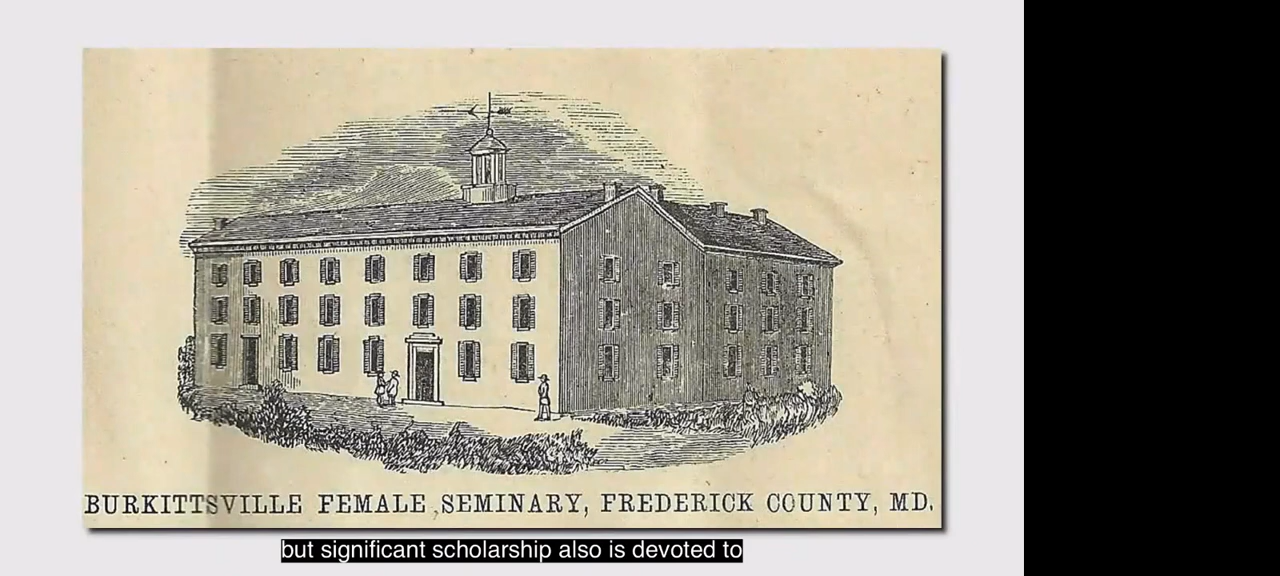 BURKITTSVILLE FEMALE SEMINARY, FREDERICK COUNTY, MD.
but significant scholarship also is devoted to